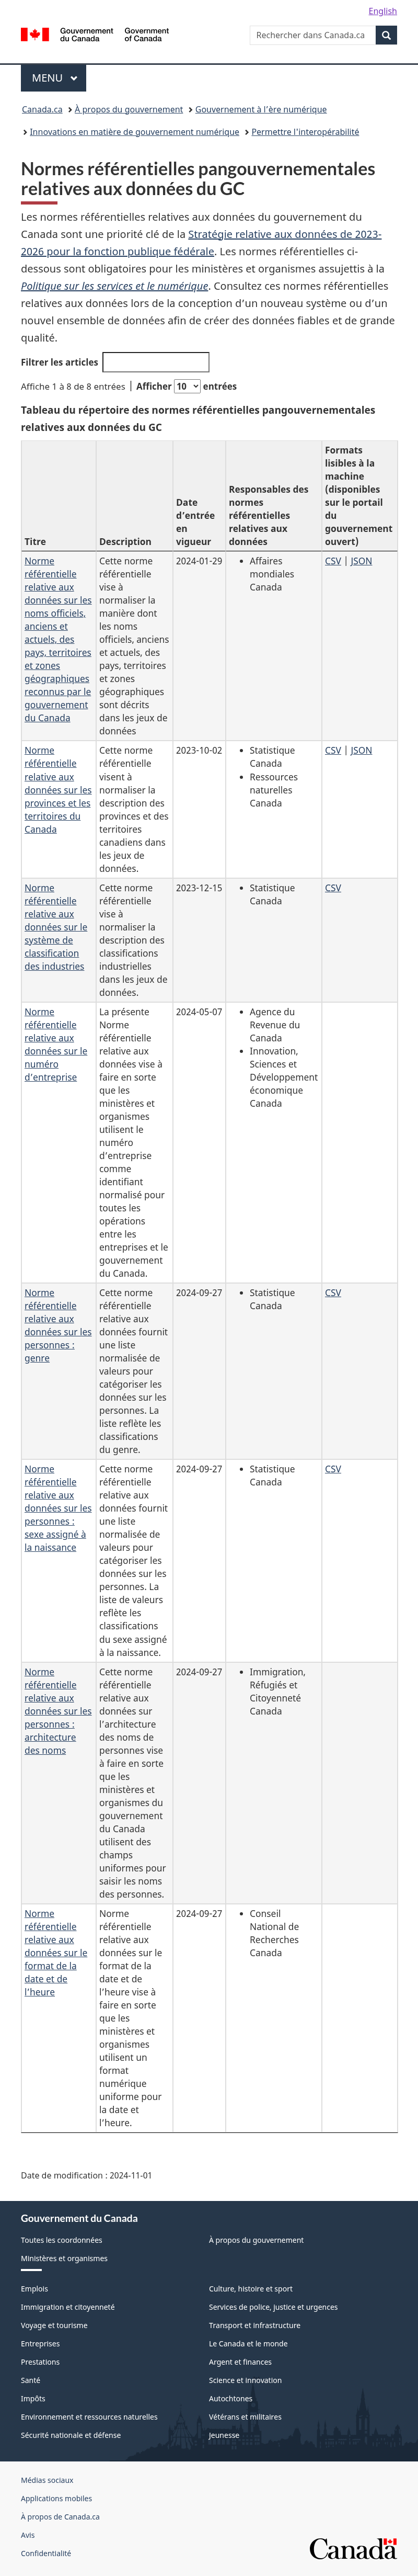 English
Gouvernement Government
du Canada of Canada
Rechercher dans Canada.ca
MENU
Canada.ca À propos du gouvernement Gouvernement à l'ère numérique
Innovations en matière de gouvernement numérique Permettre l'interopérabilité
Normes référentielles pangouvernementales
relatives aux données du GC
Les normes référentielles relatives aux données du gouvernement du
Canada sont une priorité clé de la Stratégie relative aux données de 2023-
2026 pour la fonction publique fédérale. Les normes référentielles ci-
dessous sont obligatoires pour les ministères et organismes assujettis à la
Politique sur les services et le numérique. Consultez ces normes référentielles
relatives aux données lors de la conception d'un nouveau système ou d'un
nouvel ensemble de données afin de créer des données fiables et de grande
qualité.
Filtrer les articles
Affiche 1 à 8 de 8 entrées | Afficher 10 entrées
Tableau du répertoire des normes référentielles pangouvernementales
relatives aux données du GC
Titre
Description
Date
d'entrée
en
vigueur
Responsables des
normes
référentielles
relatives aux
données
Formats
lisibles à la
machine
(disponibles
sur le portail
du
gouvernement
ouvert)
Norme
référentielle
relative aux
données sur les
noms officiels,
anciens et
actuels, des
pays, territoires
et zones
géographiques
reconnus par le
gouvernement
du Canada
Cette norme
référentielle
vise à
normaliser la
manière dont
les noms
officiels, anciens
et actuels, des
pays, territoires
et zones
géographiques
sont décrits
dans les jeux de
données
2024-01-29
Affaires
mondiales
Canada
CSV | JSON
Norme
référentielle
relative aux
données sur les
provinces et les
territoires du
Canada
Cette norme
référentielle
visent à
normaliser la
description des
provinces et des
territoires
canadiens dans
les jeux de
données.
2023-10-02
Statistique
Canada
Ressources
naturelles
Canada
CSV | JSON
Norme
référentielle
relative aux
données sur le
système de
classification
des industries
Cette norme
référentielle
vise à
normaliser la
description des
classifications
industrielles
dans les jeux de
données.
2023-12-15
Statistique
Canada
CSV
Norme
référentielle
relative aux
données sur le
numéro
d'entreprise
La présente
Norme
référentielle
relative aux
données vise à
faire en sorte
que les
ministères et
organismes
utilisent le
numéro
d'entreprise
comme
identifiant
normalisé pour
toutes les
opérations
entre les
entreprises et le
gouvernement
du Canada.
2024-05-07
Agence du
Revenue du
Canada
Innovation,
Sciences et
Développement
économique
Canada
Norme
référentielle
relative aux
données sur les
personnes :
genre
Cette norme
référentielle
relative aux
données fournit
une liste
normalisée de
valeurs pour
catégoriser les
données sur les
personnes. La
liste reflète les
classifications
du genre.
2024-09-27
Statistique
Canada
CSV
Norme
référentielle
relative aux
données sur les
personnes :
sexe assigné à
la naissance
Cette norme
référentielle
relative aux
données fournit
une liste
normalisée de
valeurs pour
catégoriser les
données sur les
personnes. La
liste de valeurs
reflète les
classifications
du sexe assigné
à la naissance.
2024-09-27
Statistique
Canada
CSV
Norme
référentielle
relative aux
données sur les
personnes :
architecture
des noms
Cette norme
référentielle
relative aux
données sur
l'architecture
des noms de
personnes vise
à faire en sorte
que les
ministères et
organismes du
gouvernement
du Canada
utilisent des
champs
uniformes pour
saisir les noms
des personnes.
2024-09-27
Immigration,
Réfugiés et
Citoyenneté
Canada
Norme
référentielle
relative aux
données sur le
format de la
date et de
l'heure
Norme
référentielle
relative aux
données sur le
format de la
date et de
l'heure vise à
faire en sorte
que les
ministères et
organismes
utilisent un
format
numérique
uniforme pour
la date et
l'heure.
2024-09-27
Conseil
National de
Recherches
Canada
Date de modification : 2024-11-01
Gouvernement du Canada
Toutes les coordonnées
À propos du gouvernement
Ministères et organismes
Emplois
Culture, histoire et sport
Immigration et citoyenneté
Services de police, justice et urgences
Voyage et tourisme
Transport et infrastructure
Entreprises
Le Canada et le monde
Prestations
Argent et finances
Santé
Science et innovation
Impôts
Autochtones
Environnement et ressources naturelles
Vétérans et militaires
Sécurité nationale et défense
Jeunesse
Médias sociaux
Applications mobiles
À propos de Canada.ca
Avis
Confidentialité
Canada